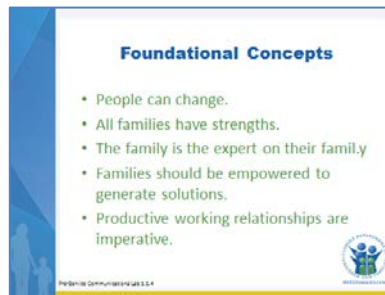 Foundational Concepts
• People can change.
• All families have strengths.
• The family is the expert on their famil.y
• Families should be empowered to
generate solutions.
• Productive working relationships are
imperative.